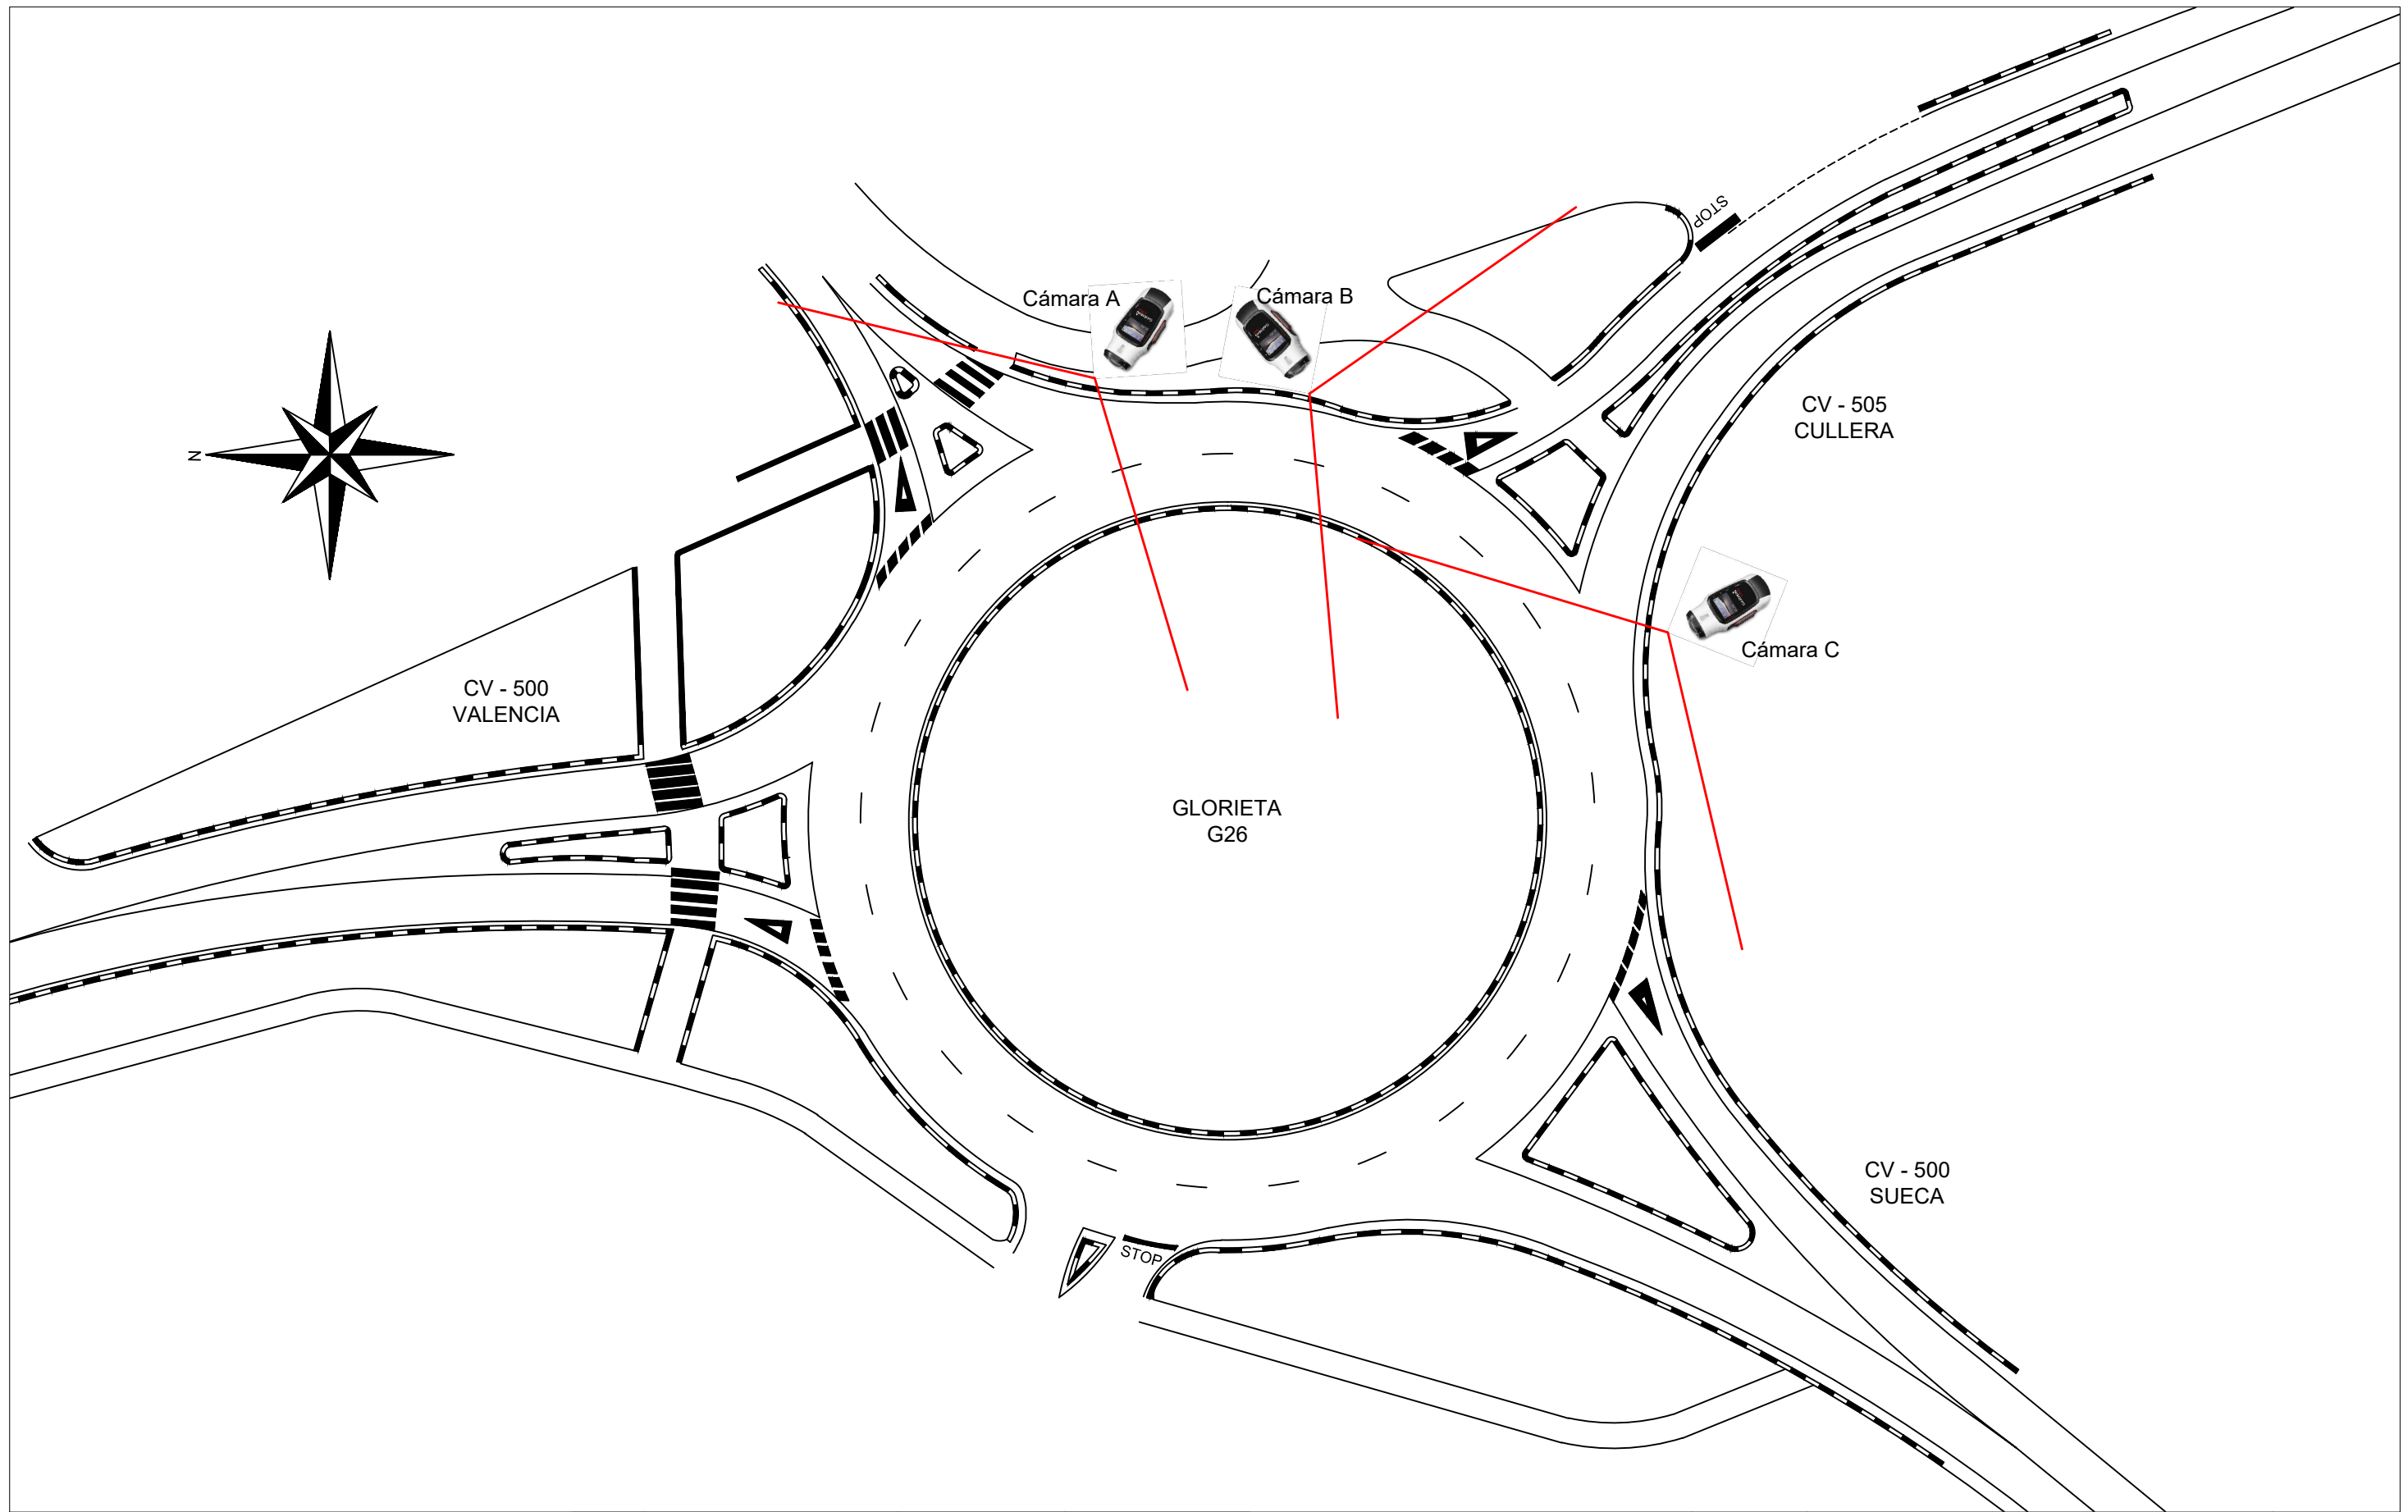 STOP
Cámara A
Cámara B
CV - 505
CULLERA
N
Cámara C
CV - 500
VALENCIA
GLORIETA
G26
CV - 500
SUECA
STOP